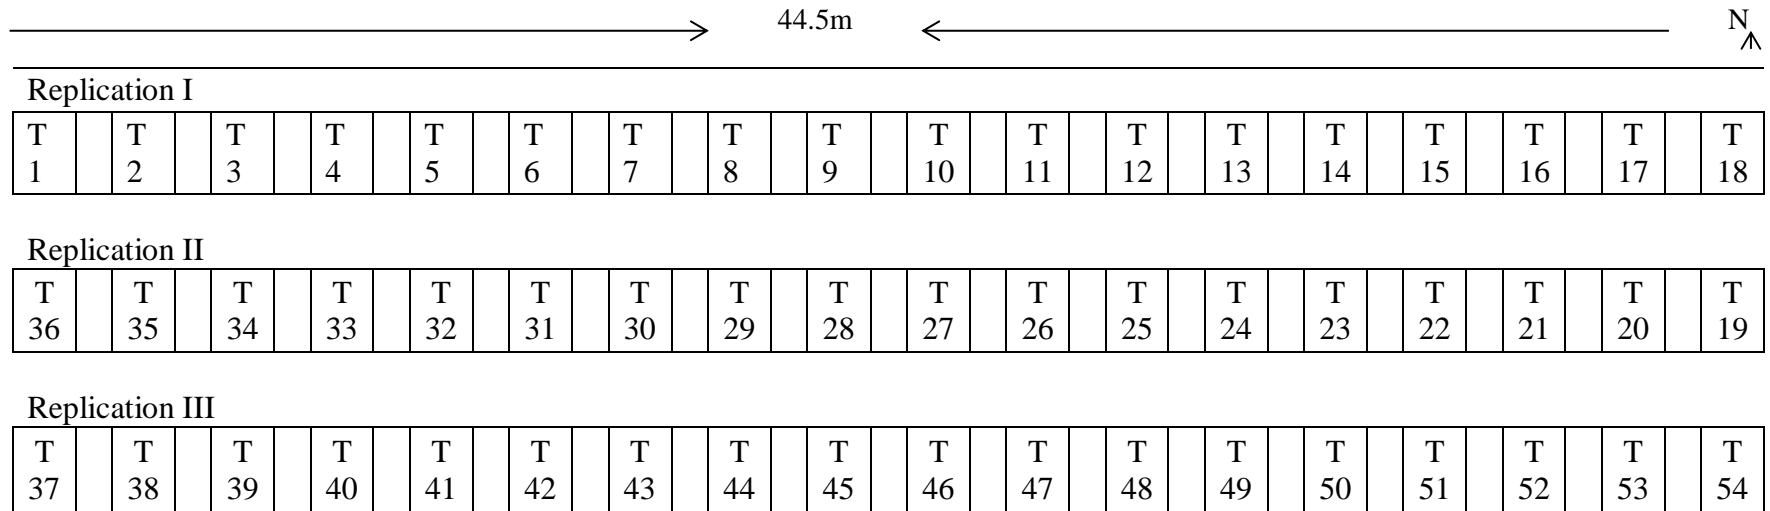 44.5m N
Replication I
T T T T T T T T T T T T T T T T T T
1 2 3 4 5 6 7 8 9 10 11 12 13 14 15 16 17 18
Replication II
T T T T T T T T T T T T T T T T T T
36 35 34 33 32 31 30 29 28 27 26 25 24 23 22 21 20 19
Replication III
T T T T T T T T T T T T T T T T T T
37 38 39 40 41 42 43 44 45 46 47 48 49 50 51 52 53 54